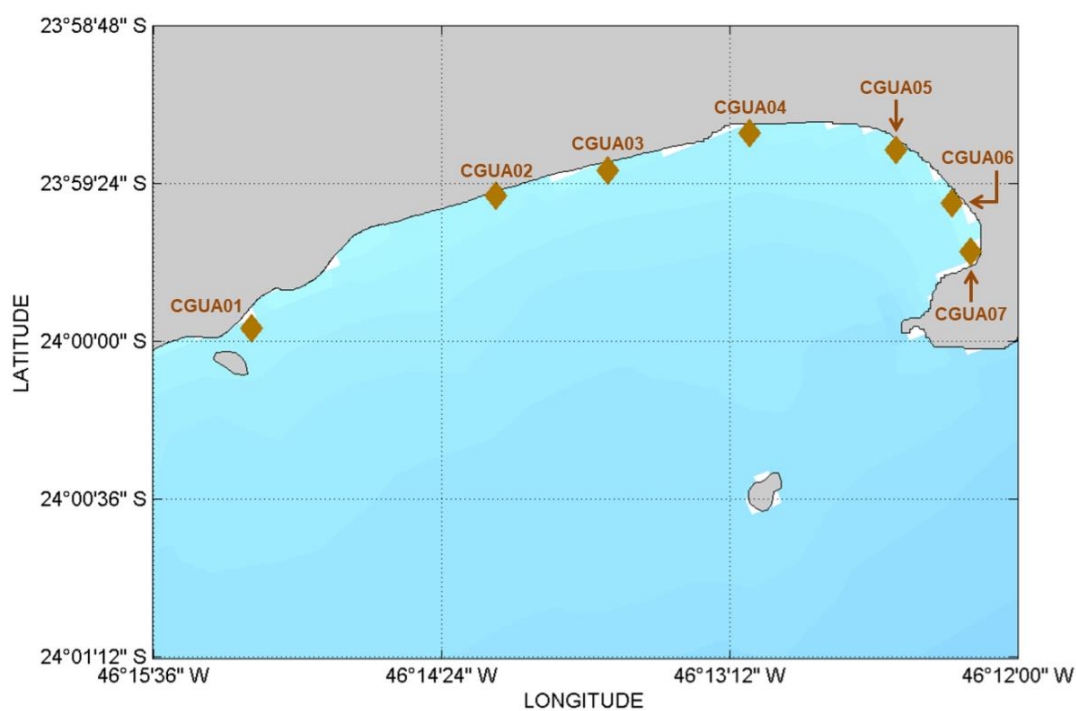 23°58'48" S
CGUA05
CGUA04
CGUA03
CGUA06
CGUA02
23°59'24" S
CGUA01
CGUA07
24°00'00" S
LATITUDE
24°00'36" S
24°01'12" S
46°15'36" W
46°14'24" W
46°13'12" W
46°12'00" W
LONGITUDE